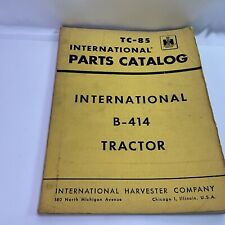 TC-85
INTERNATIONAL®
PARTS CATALOG
INTERNATIONAL
B-414
TRACTOR
INTERNATIONAL HARVESTER COMPANY
180 North Michigan Avenue Chicago 1, Illinois, U.S.A.